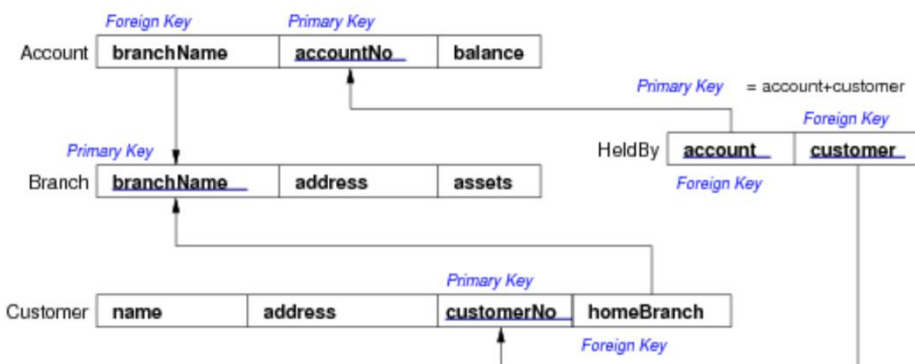 Foreign Key Primary Key
Account branchName accountNo balance
Primary Key = account+customer
Foreign Key
Primary Key HeldBy account customer
Branch branchName address assets
Foreign Key
Primary Key
Customer name address customerNo homeBranch
Foreign Key